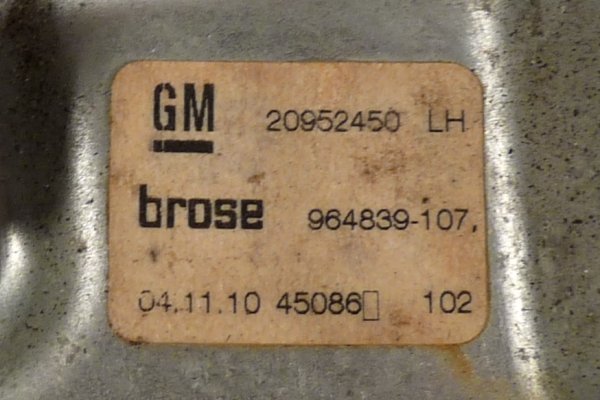 GM 20952450 LH
brose 964839-107,
04.11.10 45086▯ 102